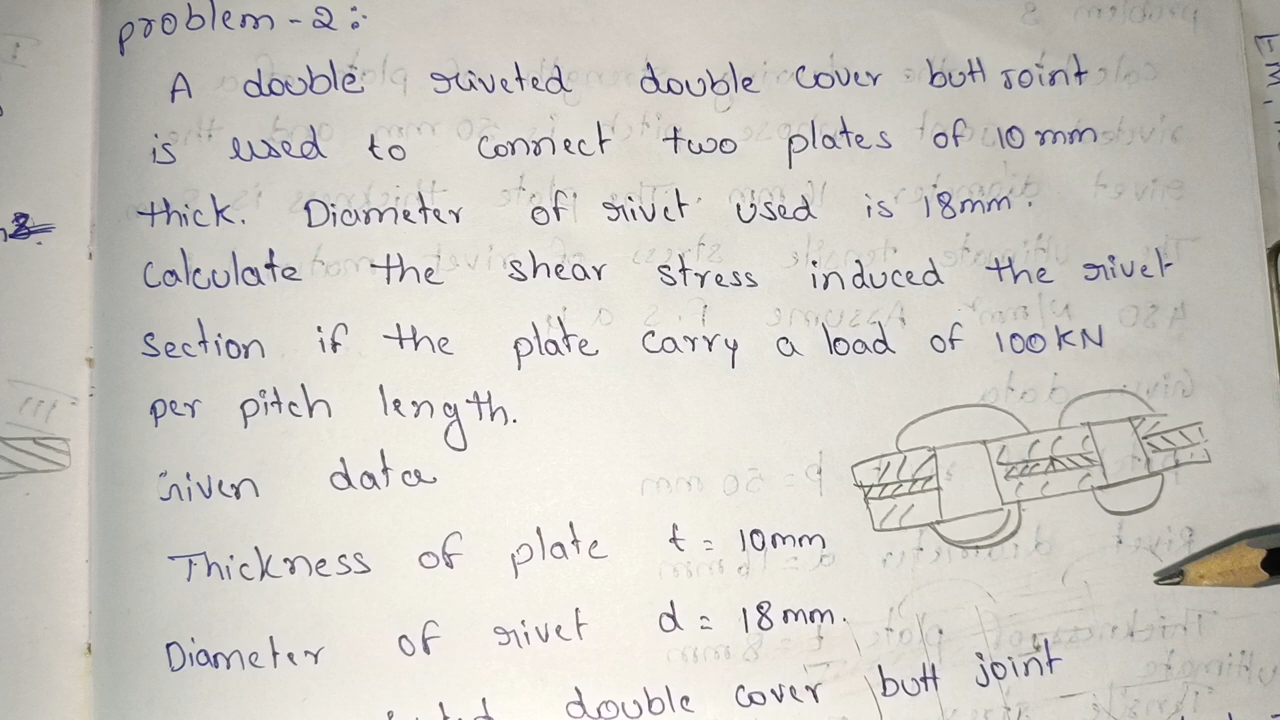 problem - 2 :-
A double riveted double cover butt joint
is used to connect two plates of 10 mm
thick. Diameter of rivet used is 18mm.
Calculate the shear stress induced the rivet
section if the plate carry a load of 100 KN
per pitch length.
Given data
Thickness of plate t = 10mm
Diameter of rivet d = 18mm.
double cover butt joint